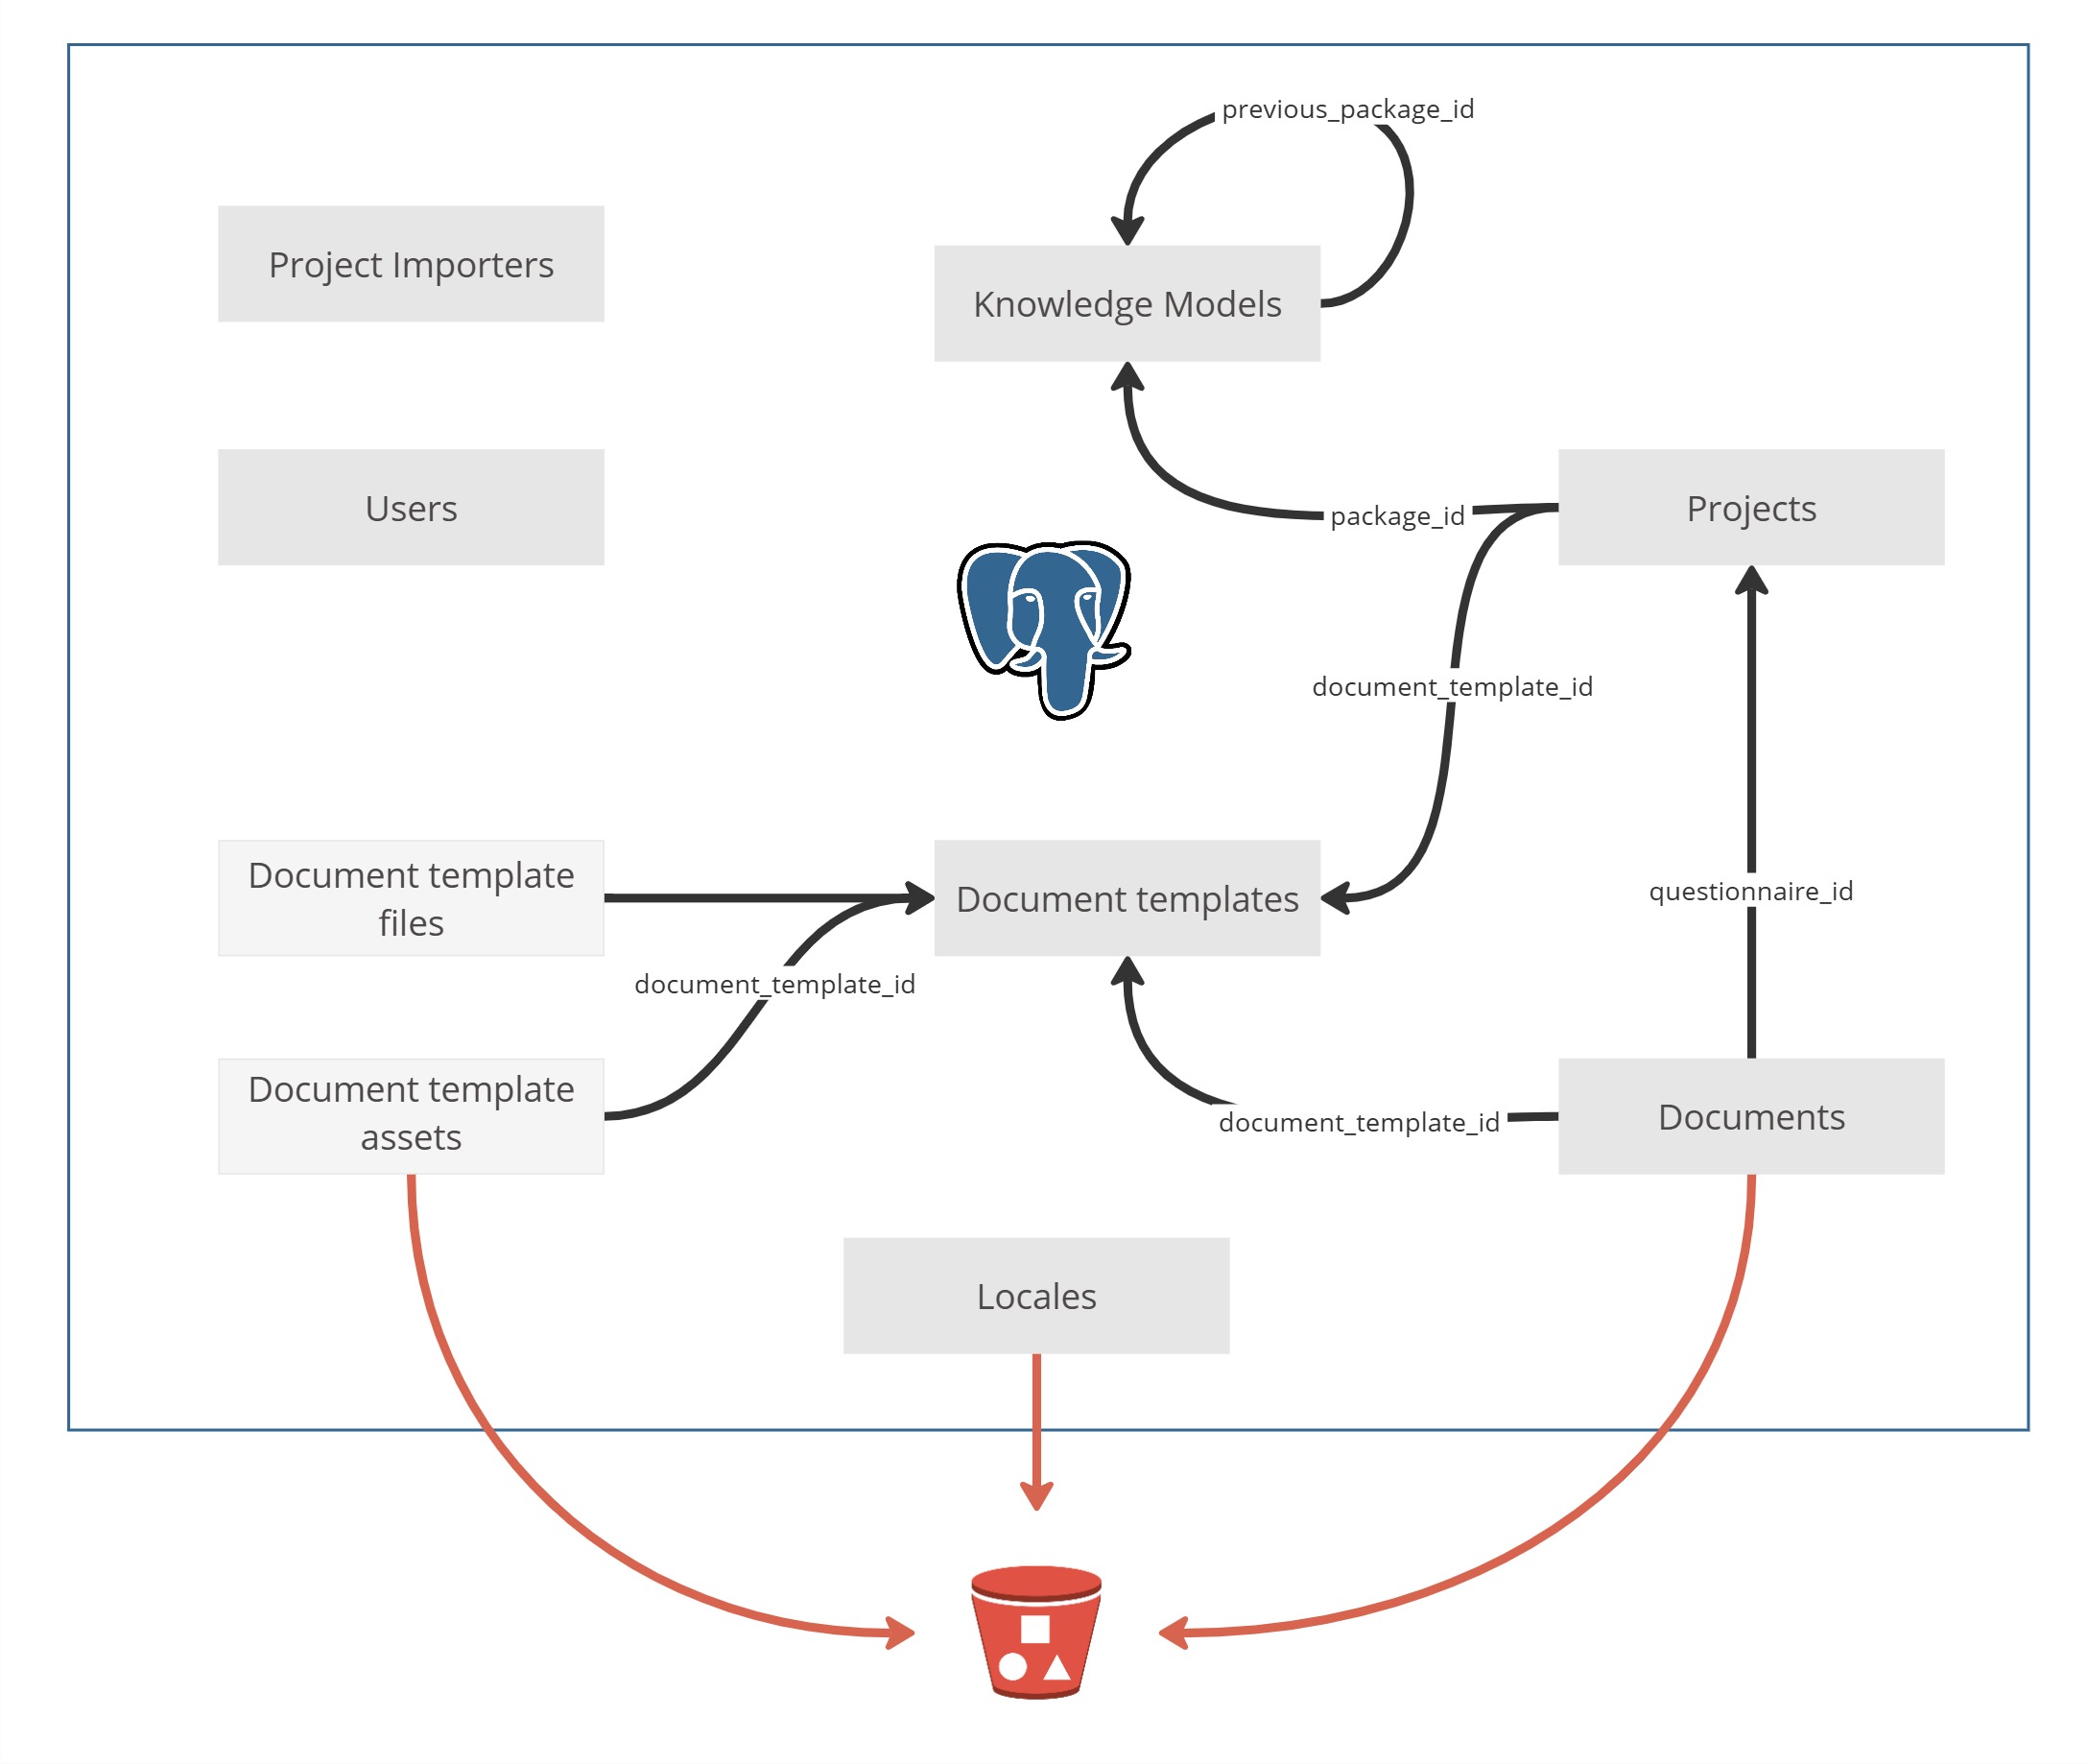 previous_package_id
Project Importers
Knowledge Models
Users
package_id
Projects
document_template_id
Document template
files
Document templates
questionnaire_id
document_template_id
Document template
assets
document_template_id
Documents
Locales